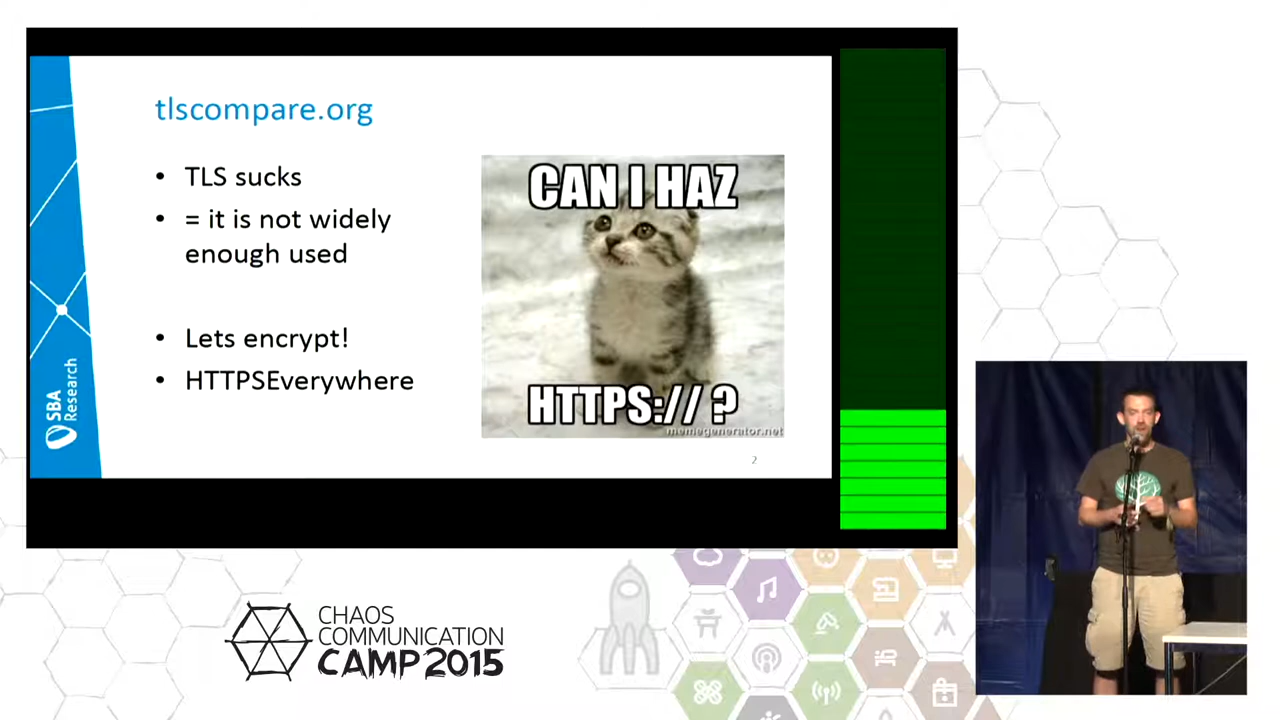 tlscompare.org
• TLS sucks
• = it is not widely
enough used
• Lets encrypt!
• HTTPSEverywhere
CAN I HAZ
HTTPS:// ?
memegenerator.net
SBA
Research
2
CHAOS
COMMUNICATION
CAMP 2015